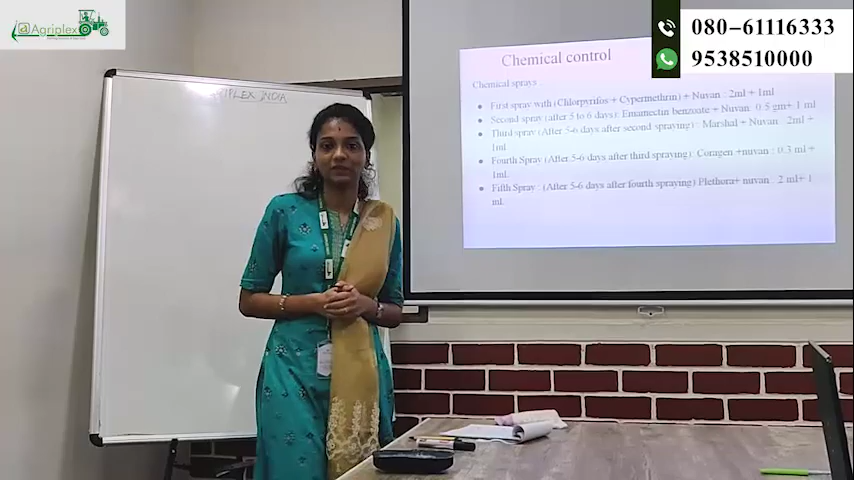 @Agriplex
080-61116333
9538510000
IPLEX INDIA
Chemical control
Chemical sprays :
● First spray with (Chlorpyrifos + Cypermethrin) + Nuvan : 2ml + 1ml
● Second spray (after 5 to 6 days): Emamectin benzoate + Nuvan : 0.5 gm+ 1 ml
● Third spray (After 5-6 days after second spraying) : Marshal + Nuvan : 2ml +
1ml
● Fourth Spray (After 5-6 days after third spraying): Coragen +nuvan : 0.3 ml +
1ml.
● Fifth Spray : (After 5-6 days after fourth spraying) Plethora+ nuvan : 2 ml+ 1
ml.